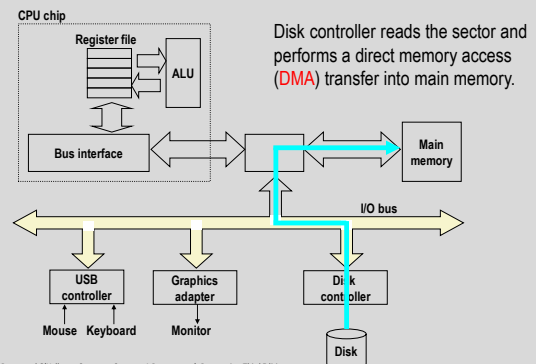 CPU chip
Disk controller reads the sector and
performs a direct memory access
(DMA) transfer into main memory.
Register file
ALU
Bus interface
Main
memory
I/O bus
USB
controller
Graphics
adapter
Disk
controller
Mouse Keyboard
Monitor
Disk